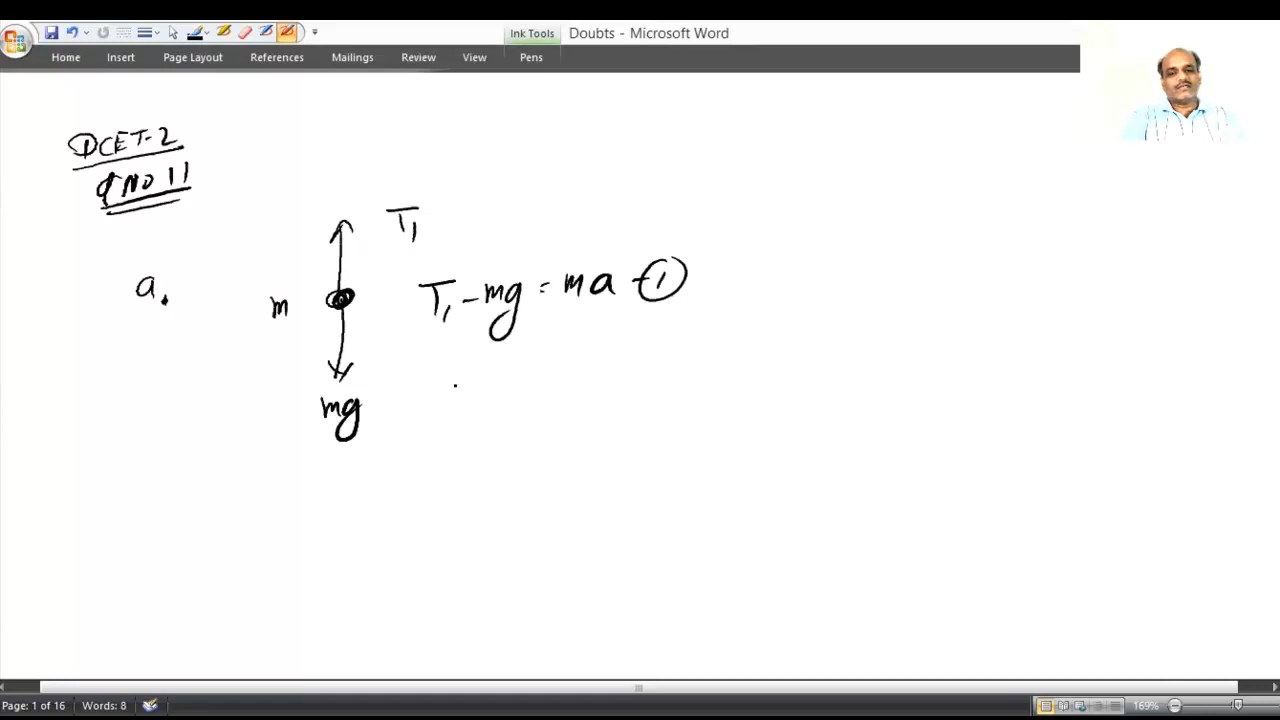 Ink Tools
Doubts - Microsoft Word
Home Insert Page Layout References Mailings Review View Pens
DCET-2
QNO 11
T₁
a.
m
T₁ - mg = ma - ①
mg
Page: 1 of 16 Words: 8 169%